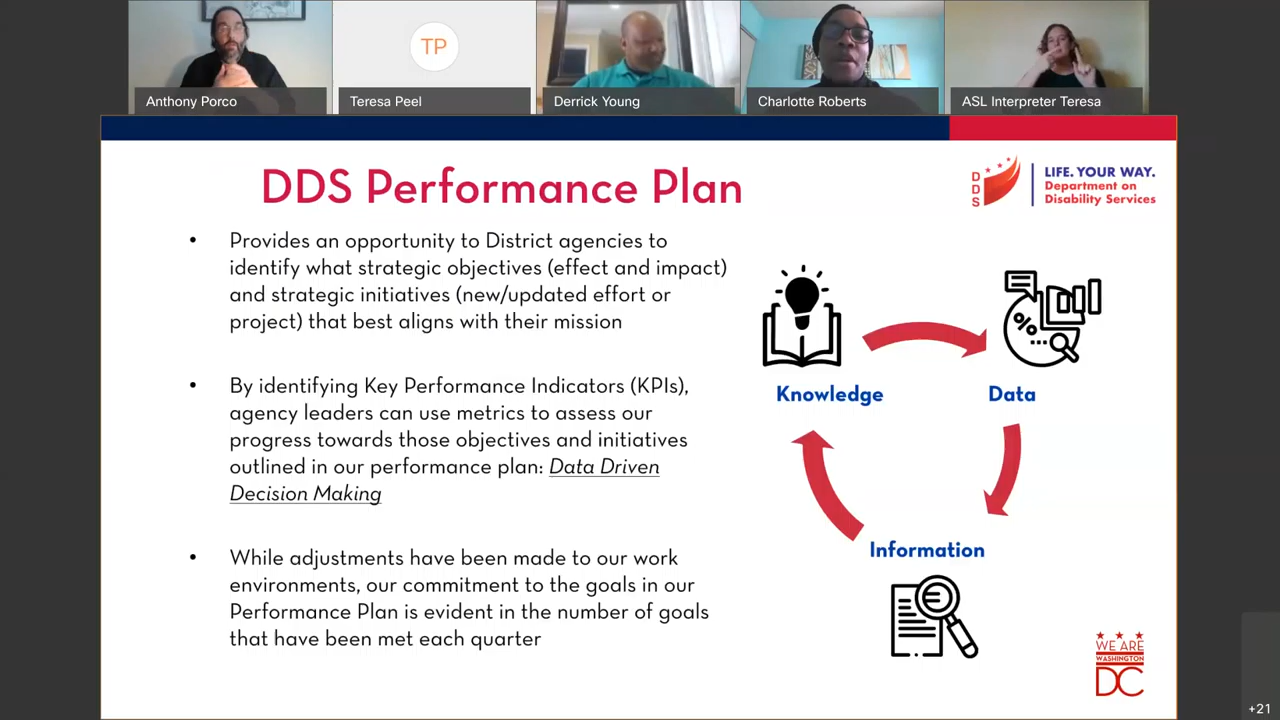 TP
Anthony Porco
Teresa Peel
Derrick Young
Charlotte Roberts
ASL Interpreter Teresa
DDS Performance Plan
DDS
LIFE. YOUR WAY.
Department on
Disability Services
• Provides an opportunity to District agencies to
identify what strategic objectives (effect and impact)
and strategic initiatives (new/updated effort or
project) that best aligns with their mission
• By identifying Key Performance Indicators (KPIs),
agency leaders can use metrics to assess our
progress towards those objectives and initiatives
outlined in our performance plan: Data Driven
Decision Making
• While adjustments have been made to our work
environments, our commitment to the goals in our
Performance Plan is evident in the number of goals
that have been met each quarter
%
Knowledge
Data
Information
WE ARE
WASHINGTON
DC
+21